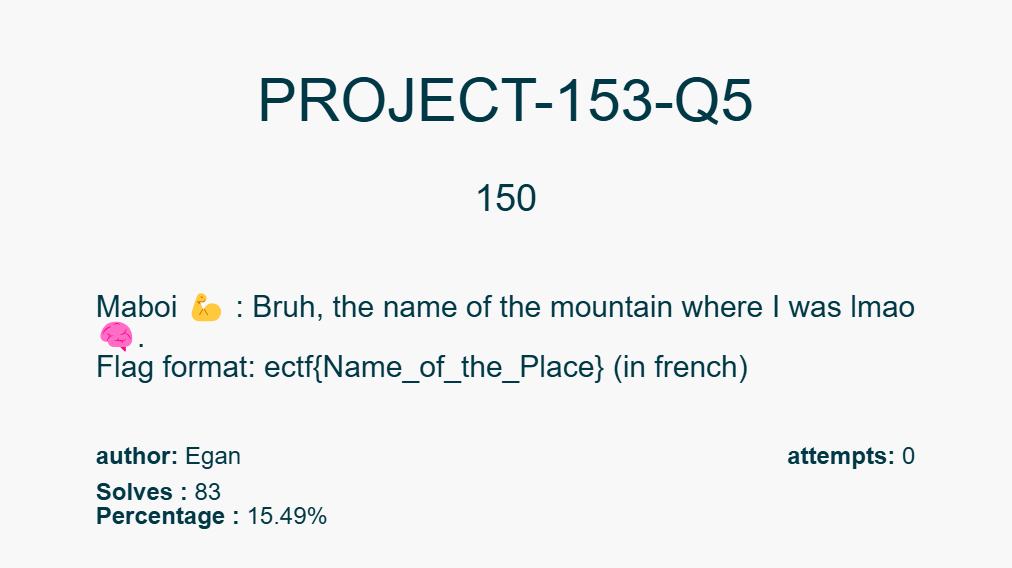 PROJECT-153-Q5
150
Maboi 💪 : Bruh, the name of the mountain where I was lmao
🧠.
Flag format: ectf{Name_of_the_Place} (in french)
author: Egan attempts: 0
Solves : 83
Percentage : 15.49%